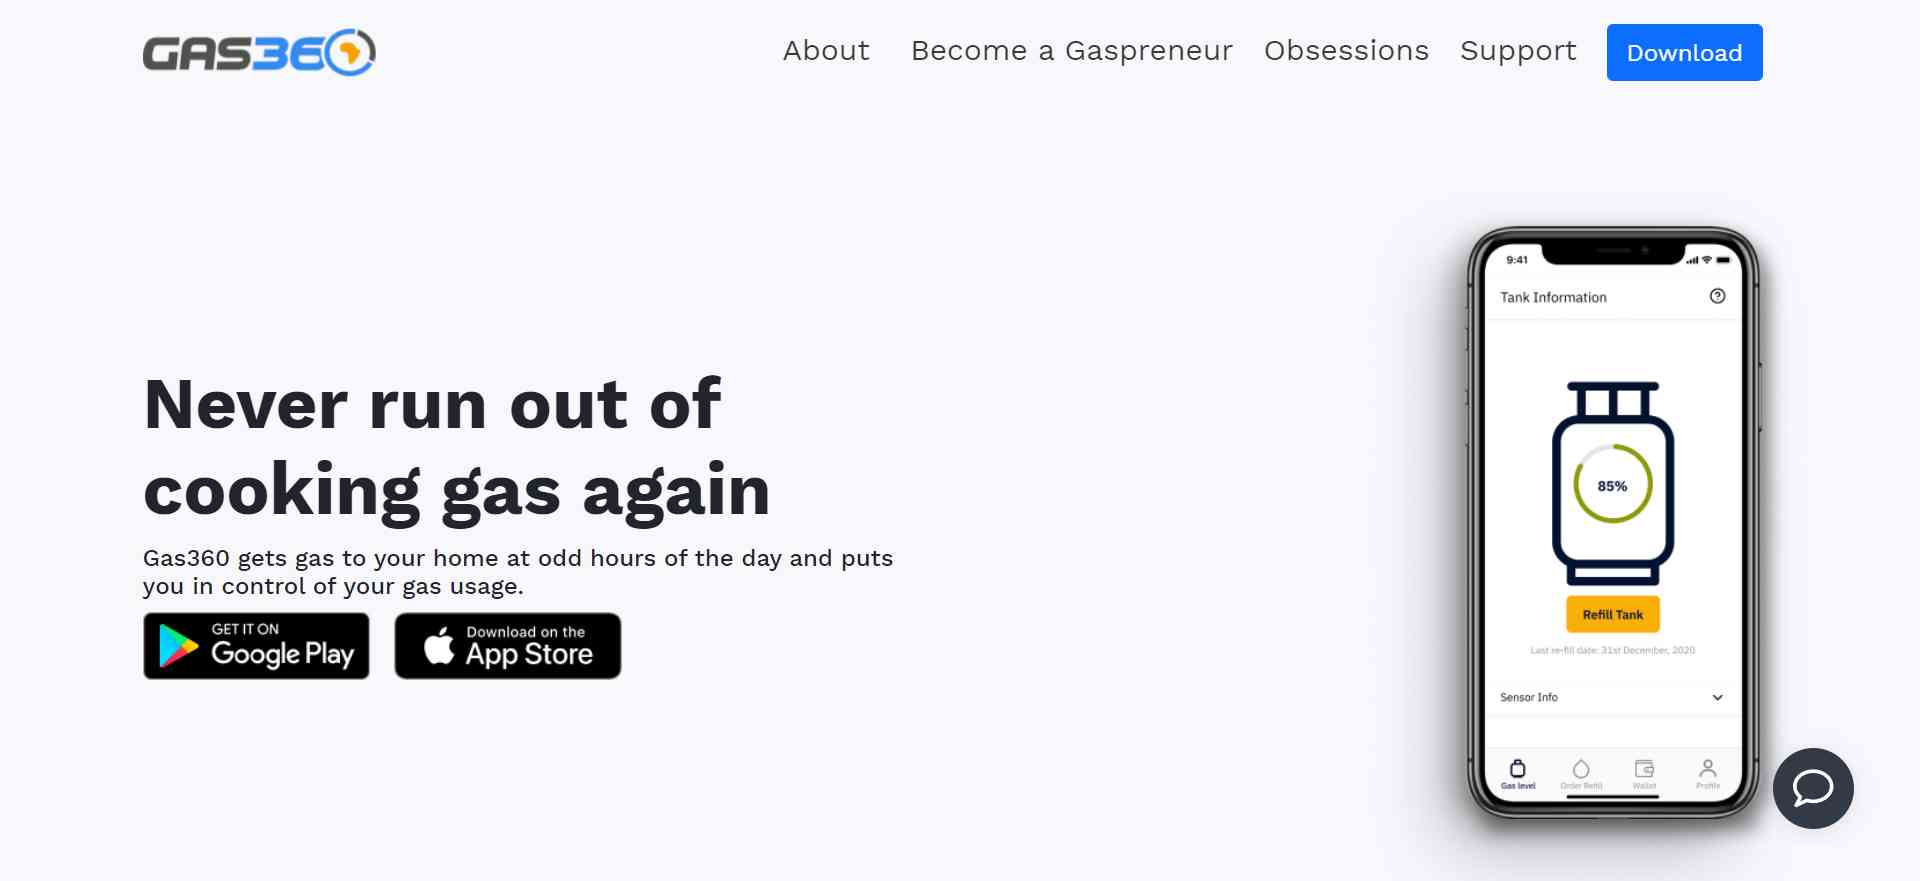 GAS360
About
Become a Gaspreneur
Obsessions
Support
Download
Never run out of
cooking gas again
Gas360 gets gas to your home at odd hours of the day and puts
you in control of your gas usage.
GET IT ON
Google Play
Download on the
App Store
9:41
Tank Information
85%
Refill Tank
Last re-fill date: 31st December, 2020
Sensor Info
Gas level
Order Refill
Wallet
Profile